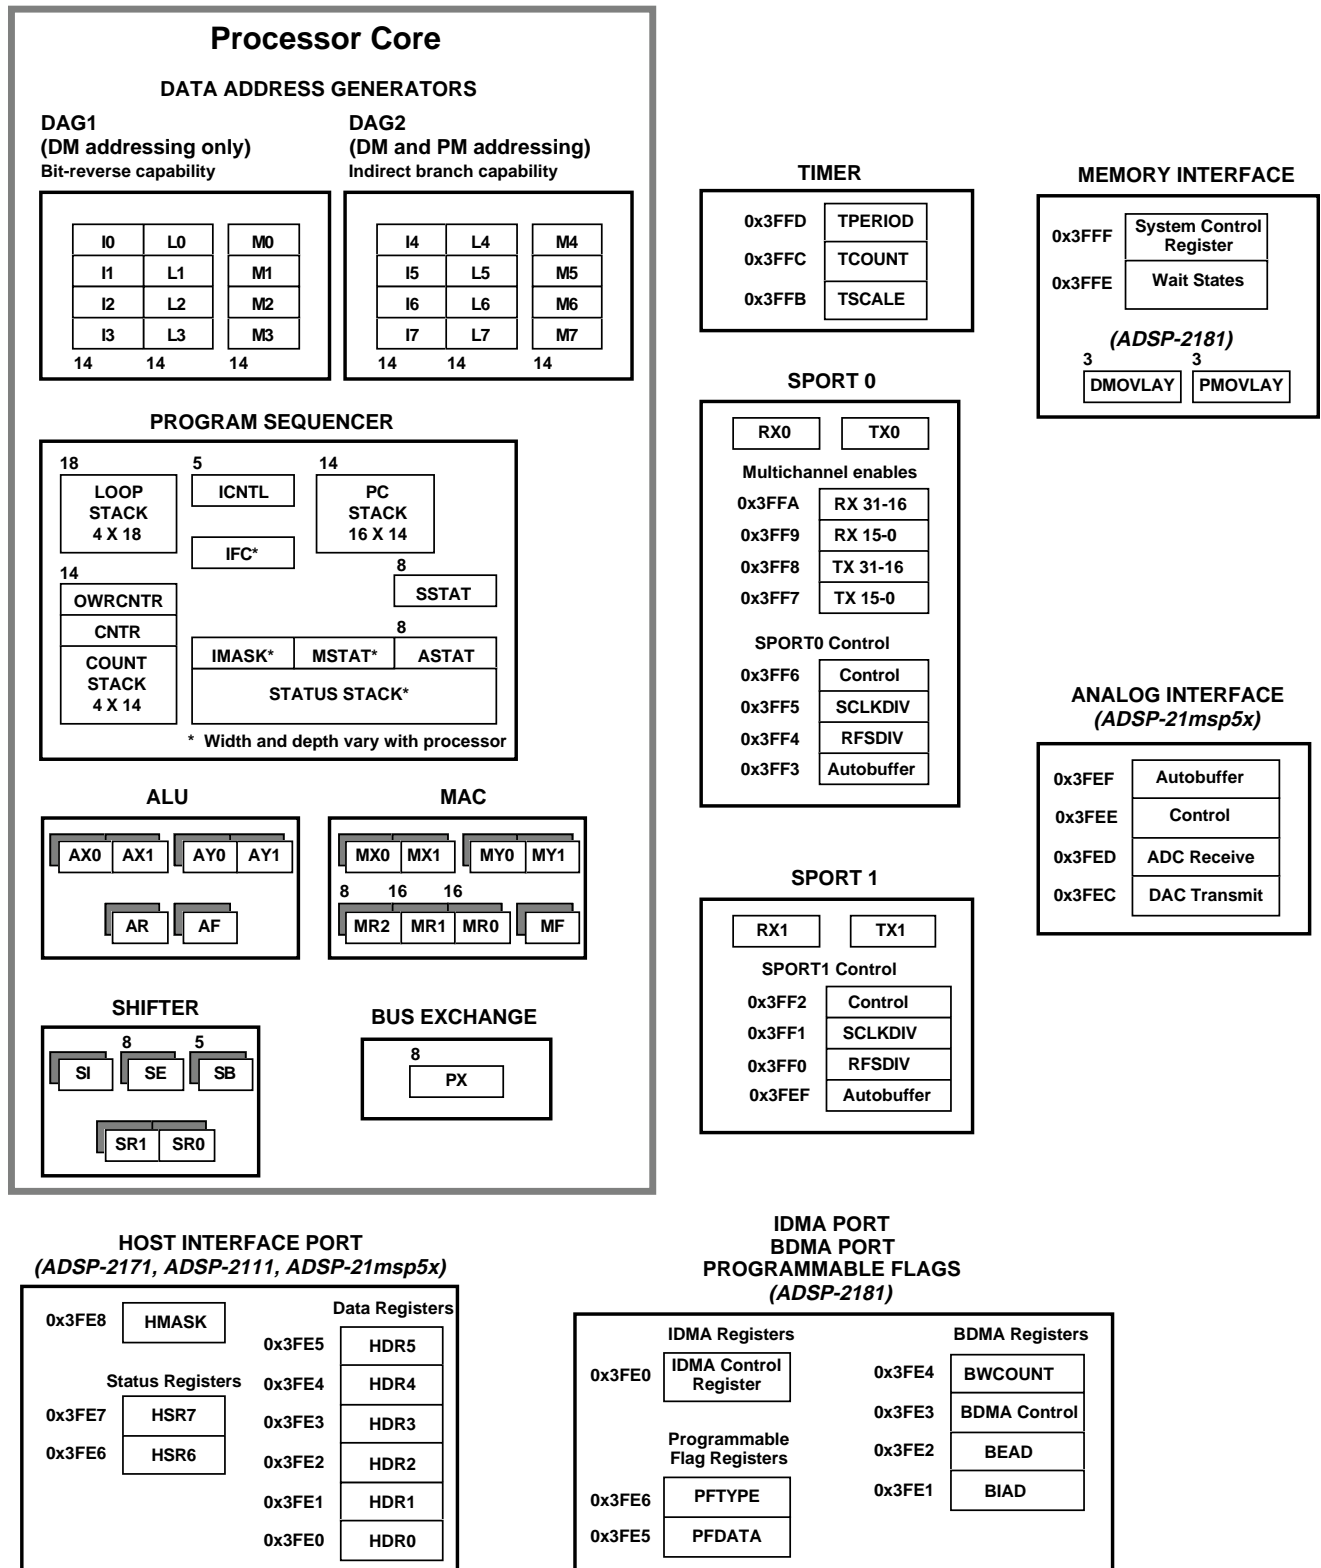 Processor Core
DATA ADDRESS GENERATORS
DAG1
(DM addressing only)
Bit-reverse capability
I0 L0 M0
I1 L1 M1
I2 L2 M2
I3 L3 M3
14 14 14
DAG2
(DM and PM addressing)
Indirect branch capability
I4 L4 M4
I5 L5 M5
I6 L6 M6
I7 L7 M7
14 14 14
PROGRAM SEQUENCER
18
LOOP
STACK
4 X 18
5
ICNTL
IFC*
14
PC
STACK
16 X 14
8
SSTAT
14
OWRCNTR
CNTR
COUNT
STACK
4 X 14
8
IMASK* MSTAT* ASTAT
STATUS STACK*
* Width and depth vary with processor
ALU
AX0 AX1 AY0 AY1
AR AF
MAC
MX0 MX1 MY0 MY1
8 16 16
MR2 MR1 MR0 MF
SHIFTER
8 5
SI SE SB
SR1 SR0
BUS EXCHANGE
8
PX
TIMER
0x3FFD TPERIOD
0x3FFC TCOUNT
0x3FFB TSCALE
SPORT 0
RX0 TX0
Multichannel enables
0x3FFA RX 31-16
0x3FF9 RX 15-0
0x3FF8 TX 31-16
0x3FF7 TX 15-0
SPORT0 Control
0x3FF6 Control
0x3FF5 SCLKDIV
0x3FF4 RFSDIV
0x3FF3 Autobuffer
SPORT 1
RX1 TX1
SPORT1 Control
0x3FF2 Control
0x3FF1 SCLKDIV
0x3FF0 RFSDIV
0x3FEF Autobuffer
MEMORY INTERFACE
0x3FFF System Control
Register
0x3FFE Wait States
(ADSP-2181)
3 3
DMOVLAY PMOVLAY
ANALOG INTERFACE
(ADSP-21msp5x)
0x3FEF Autobuffer
0x3FEE Control
0x3FED ADC Receive
0x3FEC DAC Transmit
HOST INTERFACE PORT
(ADSP-2171, ADSP-2111, ADSP-21msp5x)
0x3FE8 HMASK
Status Registers
0x3FE7 HSR7
0x3FE6 HSR6
Data Registers
0x3FE5 HDR5
0x3FE4 HDR4
0x3FE3 HDR3
0x3FE2 HDR2
0x3FE1 HDR1
0x3FE0 HDR0
IDMA PORT
BDMA PORT
PROGRAMMABLE FLAGS
(ADSP-2181)
IDMA Registers
0x3FE0 IDMA Control
Register
Programmable
Flag Registers
0x3FE6 PFTYPE
0x3FE5 PFDATA
BDMA Registers
0x3FE4 BWCOUNT
0x3FE3 BDMA Control
0x3FE2 BEAD
0x3FE1 BIAD